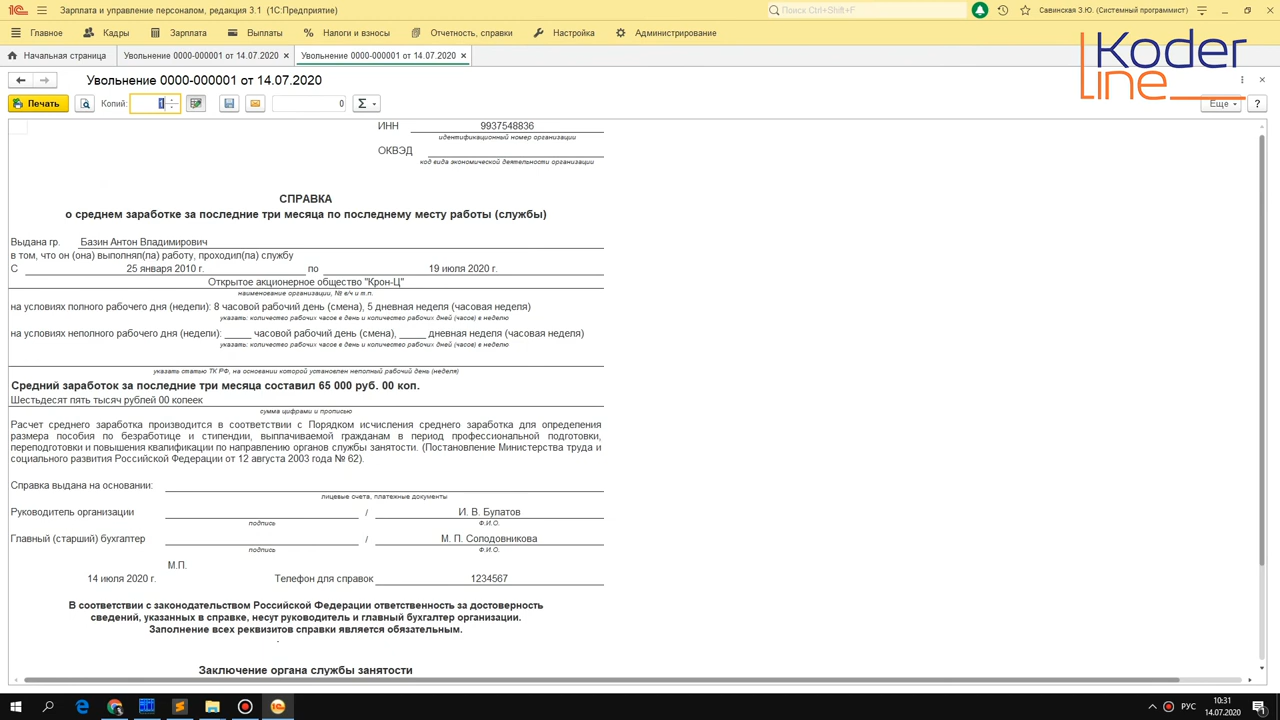 Зарплата и управление персоналом, редакция 3.1 (1С:Предприятие)
Поиск Ctrl+Shift+F
Савинская З.Ю. (Системный программист)
Главное
Кадры
Зарплата
Выплаты
Налоги и взносы
Отчетность, справки
Настройка
Администрирование
Koder
line
Начальная страница
Увольнение 0000-000001 от 14.07.2020 ×
Увольнение 0000-000001 от 14.07.2020 ×
Увольнение 0000-000001 от 14.07.2020
Печать
Копий: 1
0
Σ
Еще
?
ИНН 9937548836
идентификационный номер организации
ОКВЭД
код вида экономической деятельности организации
СПРАВКА
о среднем заработке за последние три месяца по последнему месту работы (службы)
Выдана гр. Базин Антон Владимирович
в том, что он (она) выполнял(ла) работу, проходил(ла) службу
С 25 января 2010 г. по 19 июля 2020 г.
Открытое акционерное общество "Крон-Ц"
наименование организации, № в/ч и т.п.
на условиях полного рабочего дня (недели): 8 часовой рабочий день (смена), 5 дневная неделя (часовая неделя)
указать: количество рабочих часов в день и количество рабочих дней (часов) в неделю
на условиях неполного рабочего дня (недели): _____ часовой рабочий день (смена), _____ дневная неделя (часовая неделя)
указать: количество рабочих часов в день и количество рабочих дней (часов) в неделю
указать статью ТК РФ, на основании которой установлен неполный рабочий день (неделя)
Средний заработок за последние три месяца составил 65 000 руб. 00 коп.
Шестьдесят пять тысяч рублей 00 копеек
сумма цифрами и прописью
Расчет среднего заработка производится в соответствии с Порядком исчисления среднего заработка для определения
размера пособия по безработице и стипендии, выплачиваемой гражданам в период профессиональной подготовки,
переподготовки и повышения квалификации по направлению органов службы занятости. (Постановление Министерства труда и
социального развития Российской Федерации от 12 августа 2003 года № 62).
Справка выдана на основании:
лицевые счета, платежные документы
Руководитель организации / И. В. Булатов
подпись Ф.И.О.
Главный (старший) бухгалтер / М. П. Солодовникова
подпись Ф.И.О.
М.П.
14 июля 2020 г. Телефон для справок 1234567
В соответствии с законодательством Российской Федерации ответственность за достоверность
сведений, указанных в справке, несут руководитель и главный бухгалтер организации.
Заполнение всех реквизитов справки является обязательным.
Заключение органа службы занятости
РУС
10:31
14.07.2020
1